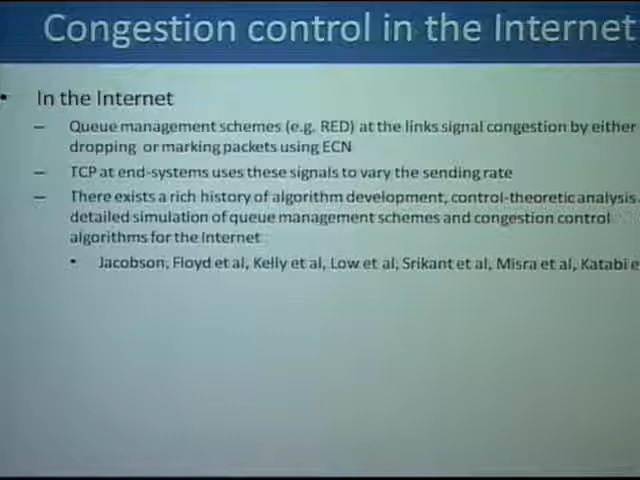 Congestion control in the Internet
• In the Internet
– Queue management schemes (e.g. RED) at the links signal congestion by either
dropping or marking packets using ECN
– TCP at end-systems uses these signals to vary the sending rate
– There exists a rich history of algorithm development, control-theoretic analysis
detailed simulation of queue management schemes and congestion control
algorithms for the Internet
• Jacobson, Floyd et al, Kelly et al, Low et al, Srikant et al, Misra et al, Katabi e